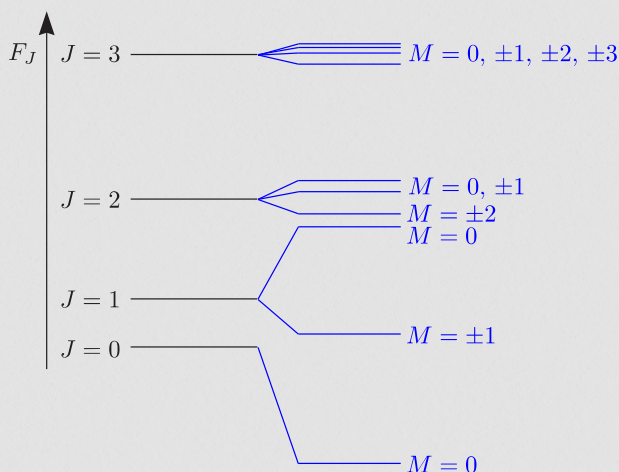 F_J
J = 3
M = 0, ±1, ±2, ±3
J = 2
M = 0, ±1
M = ±2
M = 0
J = 1
M = ±1
J = 0
M = 0